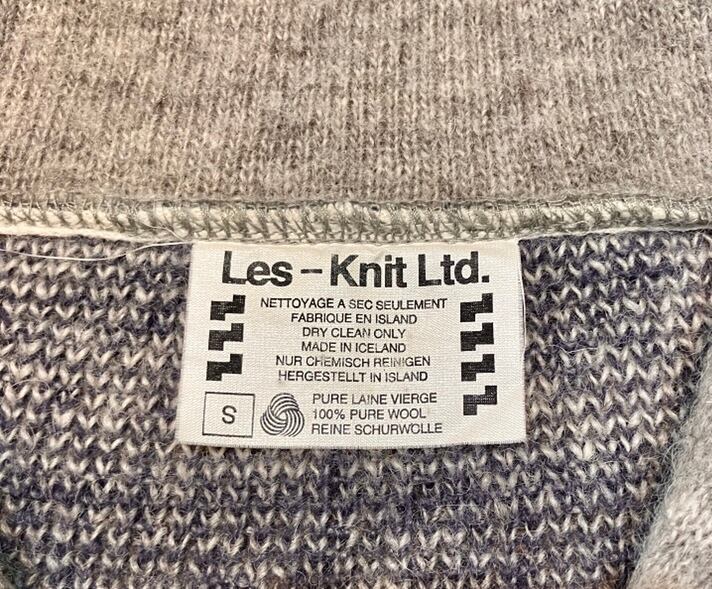 Les – Knit Ltd.
NETTOYAGE A SEC SEULEMENT
FABRIQUE EN ISLAND
DRY CLEAN ONLY
MADE IN ICELAND
NUR CHEMISCH REINIGEN
HERGESTELLT IN ISLAND
S
PURE LAINE VIERGE
100% PURE WOOL
REINE SCHURWOLLE